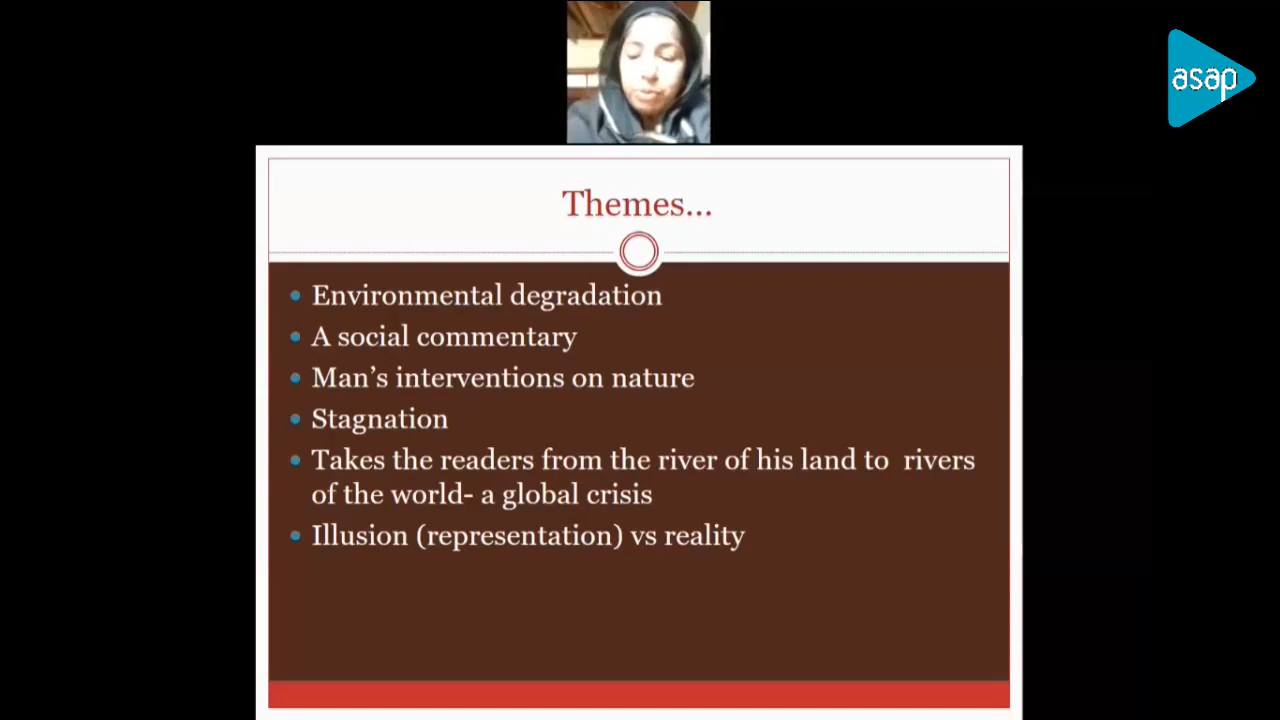 asap
Themes...
Environmental degradation
A social commentary
Man's interventions on nature
Stagnation
Takes the readers from the river of his land to rivers
of the world- a global crisis
Illusion (representation) vs reality